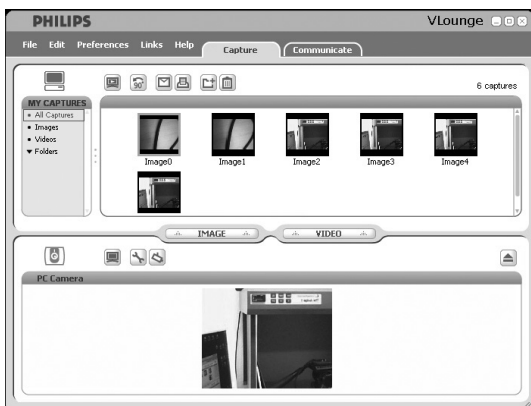 PHILIPS
VLounge
File Edit Preferences Links Help Capture Communicate
90°
6 captures
MY CAPTURES
All Captures
Images
Videos
Folders
Image0 Image1 Image2 Image3 Image4
IMAGE VIDEO
PC Camera